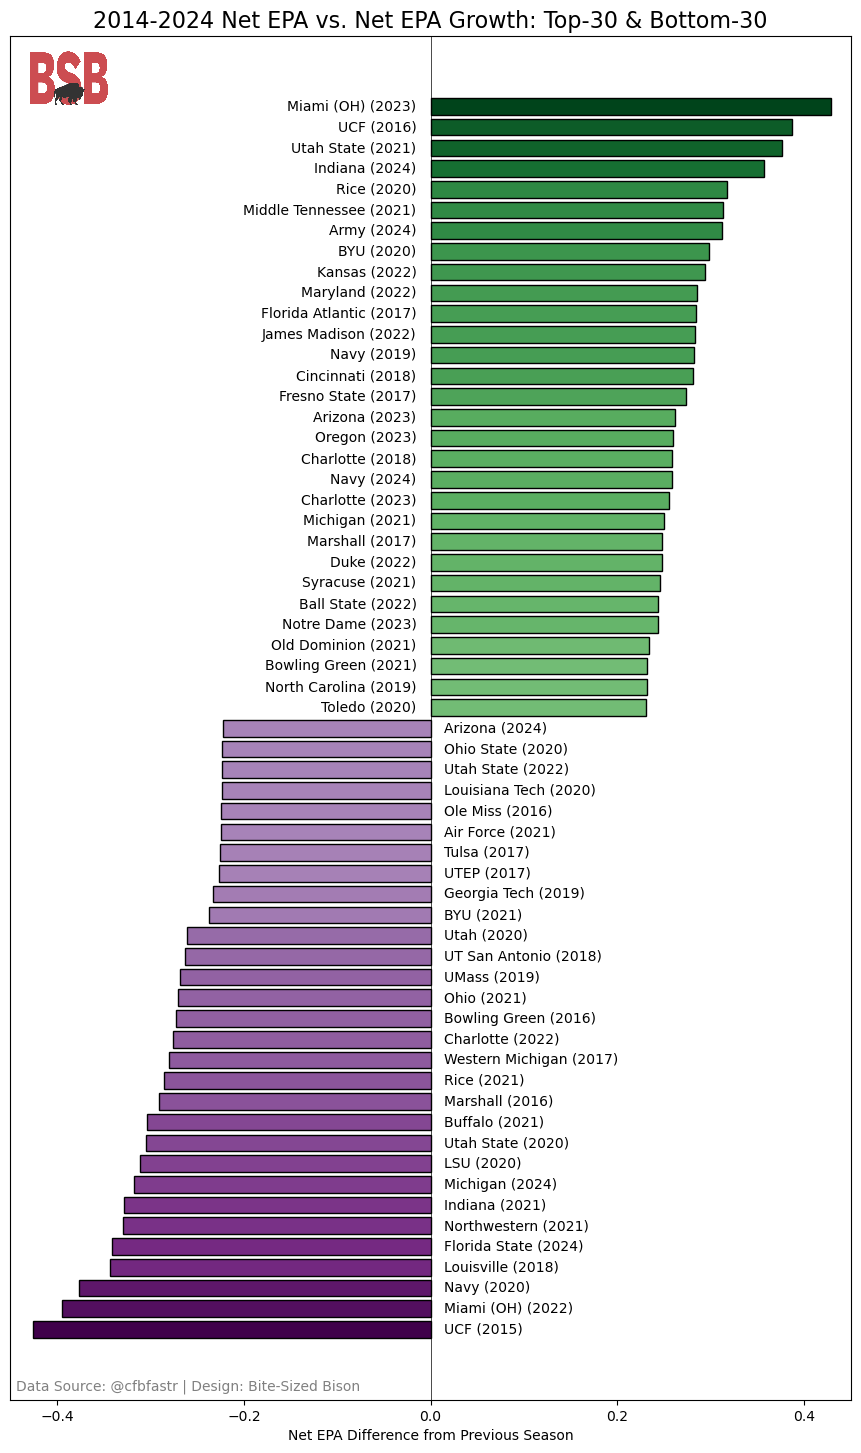 2014-2024 Net EPA vs. Net EPA Growth: Top-30 & Bottom-30
BSB
Miami (OH) (2023)
UCF (2016)
Utah State (2021)
Indiana (2024)
Rice (2020)
Middle Tennessee (2021)
Army (2024)
BYU (2020)
Kansas (2022)
Maryland (2022)
Florida Atlantic (2017)
James Madison (2022)
Navy (2019)
Cincinnati (2018)
Fresno State (2017)
Arizona (2023)
Oregon (2023)
Charlotte (2018)
Navy (2024)
Charlotte (2023)
Michigan (2021)
Marshall (2017)
Duke (2022)
Syracuse (2021)
Ball State (2022)
Notre Dame (2023)
Old Dominion (2021)
Bowling Green (2021)
North Carolina (2019)
Toledo (2020)
Arizona (2024)
Ohio State (2020)
Utah State (2022)
Louisiana Tech (2020)
Ole Miss (2016)
Air Force (2021)
Tulsa (2017)
UTEP (2017)
Georgia Tech (2019)
BYU (2021)
Utah (2020)
UT San Antonio (2018)
UMass (2019)
Ohio (2021)
Bowling Green (2016)
Charlotte (2022)
Western Michigan (2017)
Rice (2021)
Marshall (2016)
Buffalo (2021)
Utah State (2020)
LSU (2020)
Michigan (2024)
Indiana (2021)
Northwestern (2021)
Florida State (2024)
Louisville (2018)
Navy (2020)
Miami (OH) (2022)
UCF (2015)
Data Source: @cfbfastr | Design: Bite-Sized Bison
−0.4 −0.2 0.0 0.2 0.4
Net EPA Difference from Previous Season